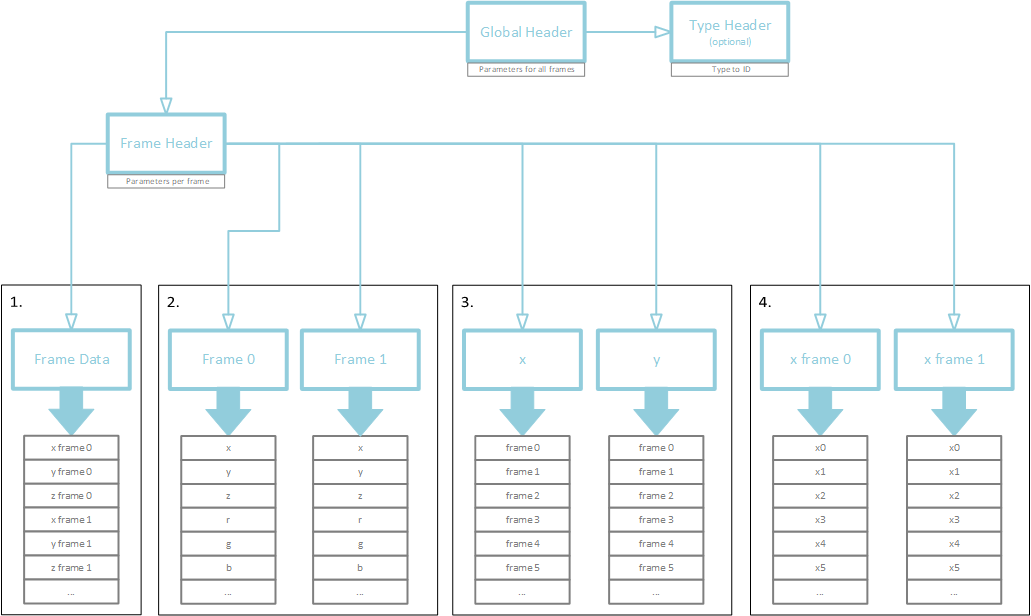 Global Header
Parameters for all frames
Type Header
(optional)
Type to ID
Frame Header
Parameters per frame
1.
Frame Data
x frame 0
y frame 0
z frame 0
x frame 1
y frame 1
z frame 1
...
2.
Frame 0
x
y
z
r
g
b
...
Frame 1
x
y
z
r
g
b
...
3.
x
frame 0
frame 1
frame 2
frame 3
frame 4
frame 5
...
y
frame 0
frame 1
frame 2
frame 3
frame 4
frame 5
...
4.
x frame 0
x0
x1
x2
x3
x4
x5
...
x frame 1
x0
x1
x2
x3
x4
x5
...